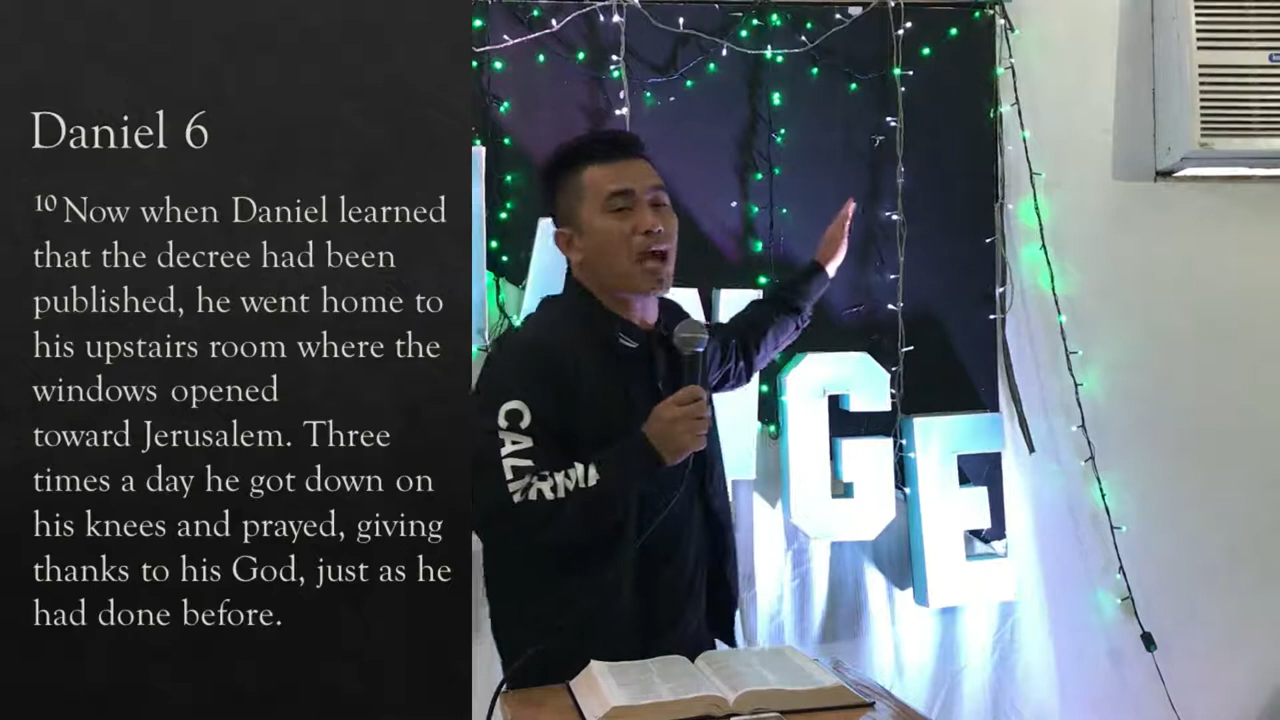 Daniel 6
¹⁰ Now when Daniel learned
that the decree had been
published, he went home to
his upstairs room where the
windows opened
toward Jerusalem. Three
times a day he got down on
his knees and prayed, giving
thanks to his God, just as he
had done before.
NGE